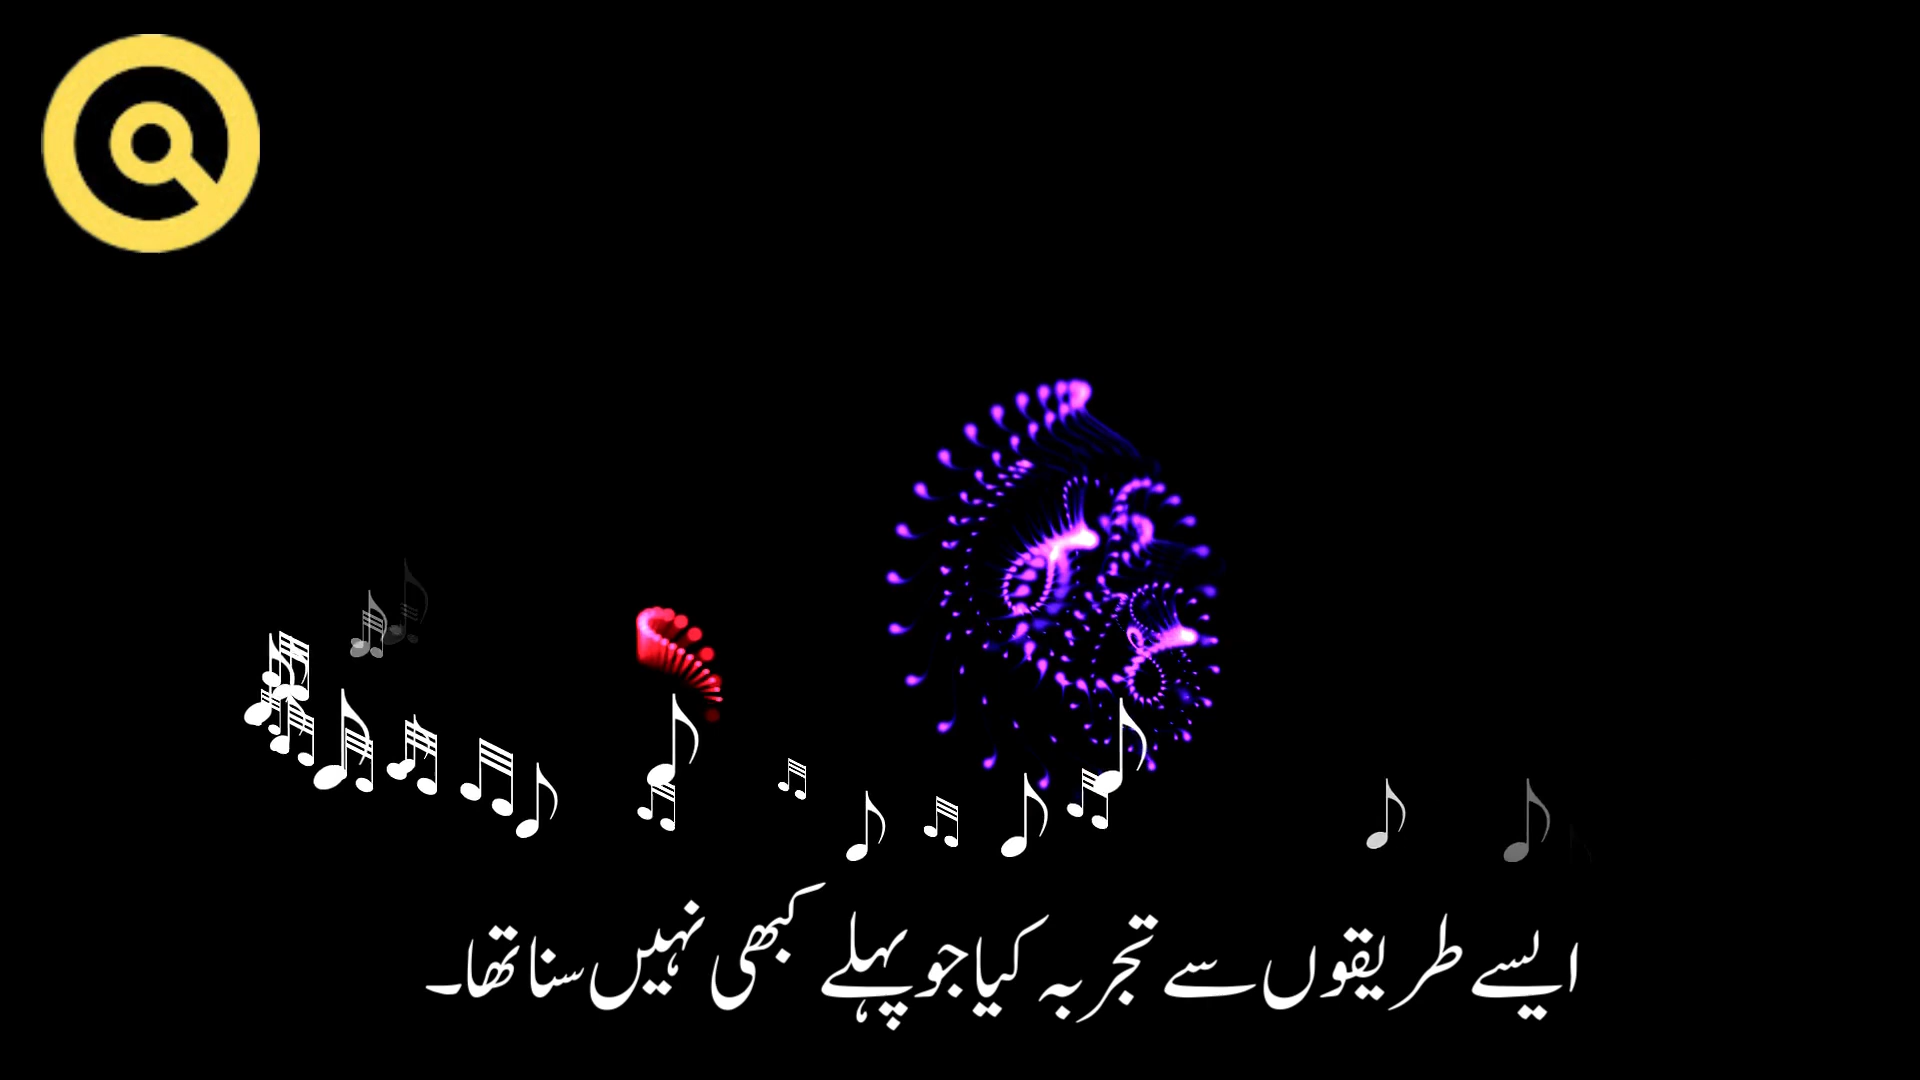 ایسے طریقوں سے تجربہ کیا جو پہلے کبھی نہیں سنا تھا۔